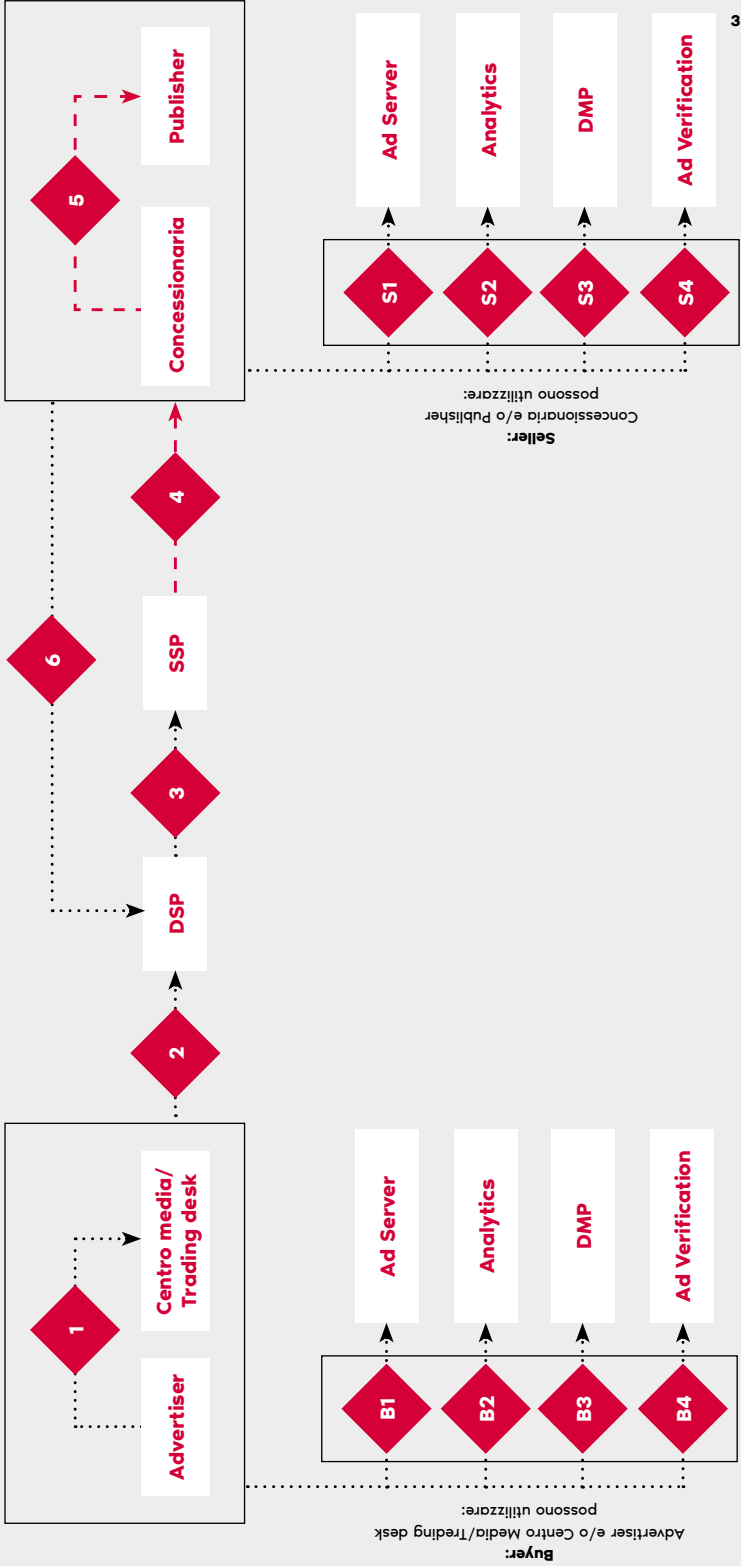 1
Advertiser
Centro media/
Trading desk
2
DSP
3
SSP
4
Concessionaria
5
Publisher
6
Buyer:
Advertiser e/o Centro Media/Treding desk
possono utilizzare:
B1
Ad Server
B2
Analytics
B3
DMP
B4
Ad Verification
Seller:
Concessionaria e/o Publisher
possono utilizzare:
S1
Ad Server
S2
Analytics
S3
DMP
S4
Ad Verification
3